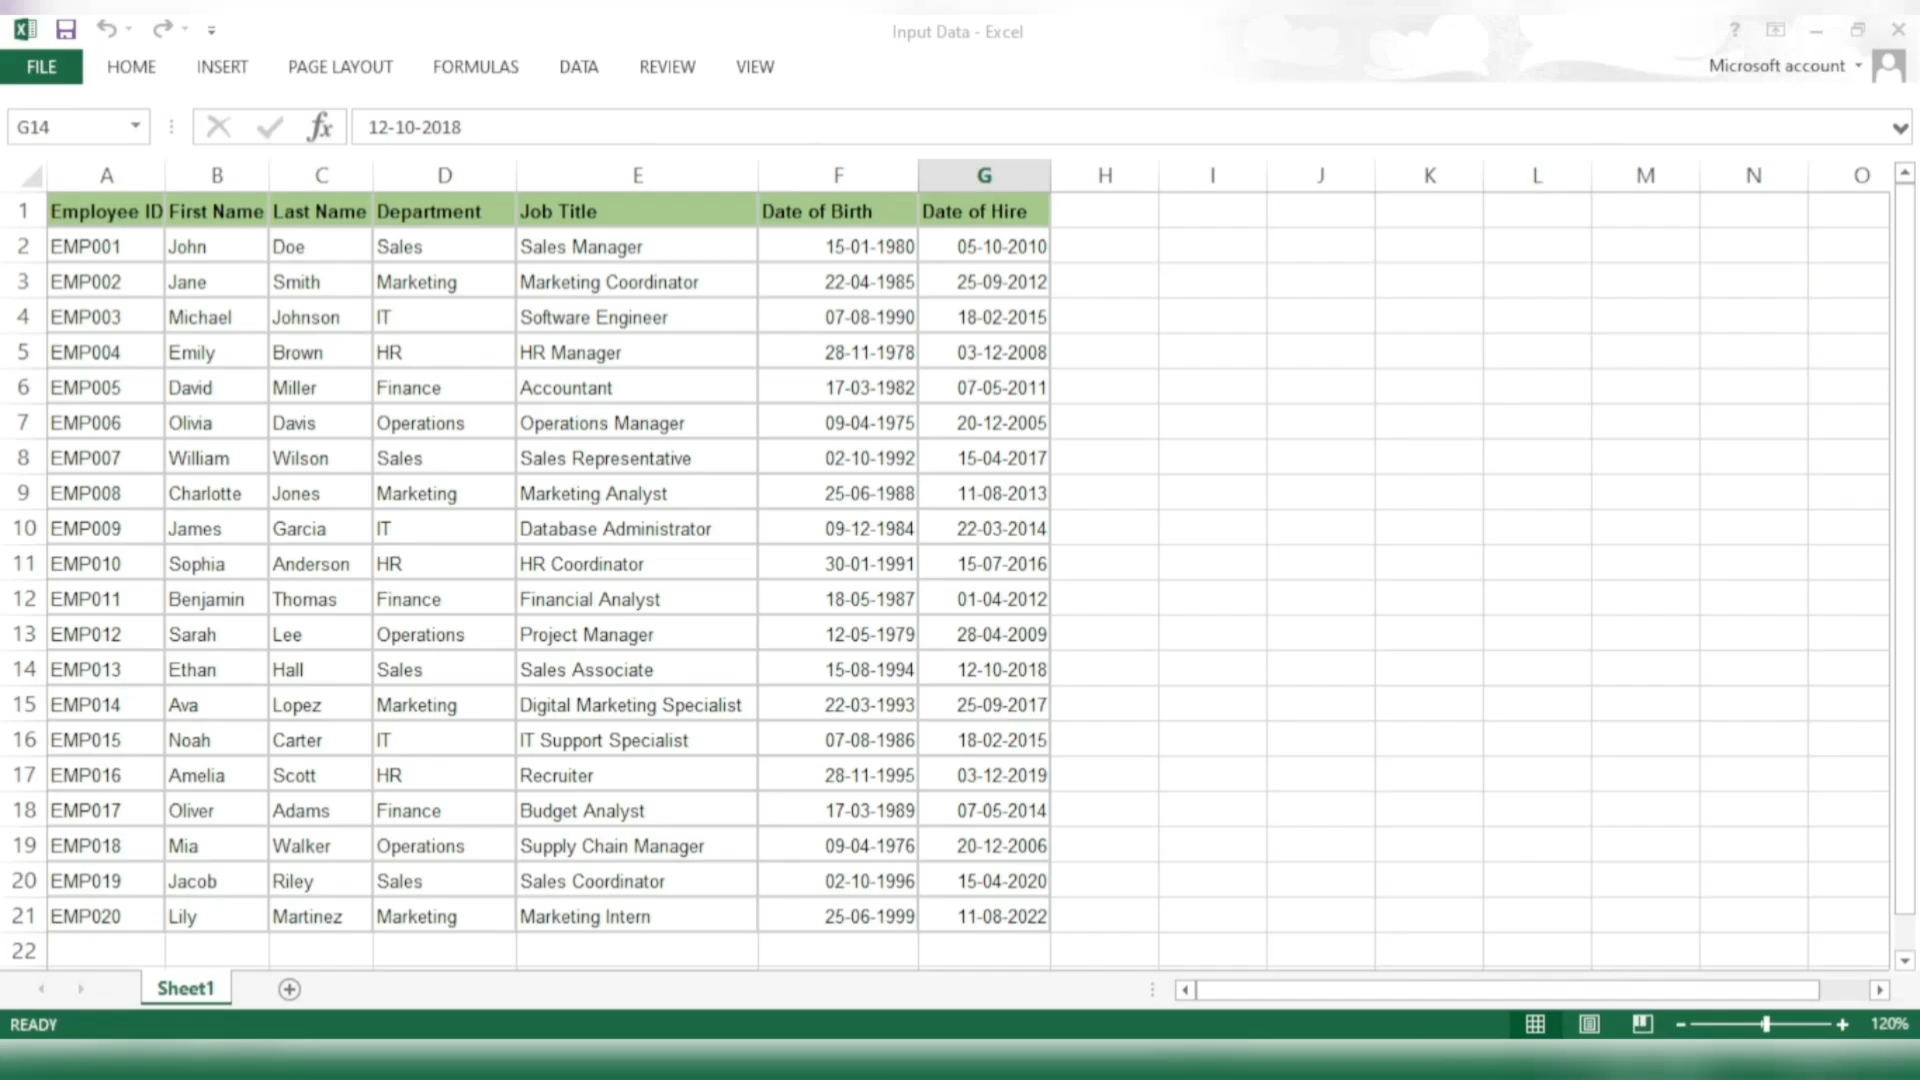 Input Data - Excel
?
FILE HOME INSERT PAGE LAYOUT FORMULAS DATA REVIEW VIEW Microsoft account
G14 fx 12-10-2018
A B C D E F G H I J K L M N O
1 Employee ID First Name Last Name Department Job Title Date of Birth Date of Hire
2 EMP001 John Doe Sales Sales Manager 15-01-1980 05-10-2010
3 EMP002 Jane Smith Marketing Marketing Coordinator 22-04-1985 25-09-2012
4 EMP003 Michael Johnson IT Software Engineer 07-08-1990 18-02-2015
5 EMP004 Emily Brown HR HR Manager 28-11-1978 03-12-2008
6 EMP005 David Miller Finance Accountant 17-03-1982 07-05-2011
7 EMP006 Olivia Davis Operations Operations Manager 09-04-1975 20-12-2005
8 EMP007 William Wilson Sales Sales Representative 02-10-1992 15-04-2017
9 EMP008 Charlotte Jones Marketing Marketing Analyst 25-06-1988 11-08-2013
10 EMP009 James Garcia IT Database Administrator 09-12-1984 22-03-2014
11 EMP010 Sophia Anderson HR HR Coordinator 30-01-1991 15-07-2016
12 EMP011 Benjamin Thomas Finance Financial Analyst 18-05-1987 01-04-2012
13 EMP012 Sarah Lee Operations Project Manager 12-05-1979 28-04-2009
14 EMP013 Ethan Hall Sales Sales Associate 15-08-1994 12-10-2018
15 EMP014 Ava Lopez Marketing Digital Marketing Specialist 22-03-1993 25-09-2017
16 EMP015 Noah Carter IT IT Support Specialist 07-08-1986 18-02-2015
17 EMP016 Amelia Scott HR Recruiter 28-11-1995 03-12-2019
18 EMP017 Oliver Adams Finance Budget Analyst 17-03-1989 07-05-2014
19 EMP018 Mia Walker Operations Supply Chain Manager 09-04-1976 20-12-2006
20 EMP019 Jacob Riley Sales Sales Coordinator 02-10-1996 15-04-2020
21 EMP020 Lily Martinez Marketing Marketing Intern 25-06-1999 11-08-2022
22
Sheet1
READY 120%